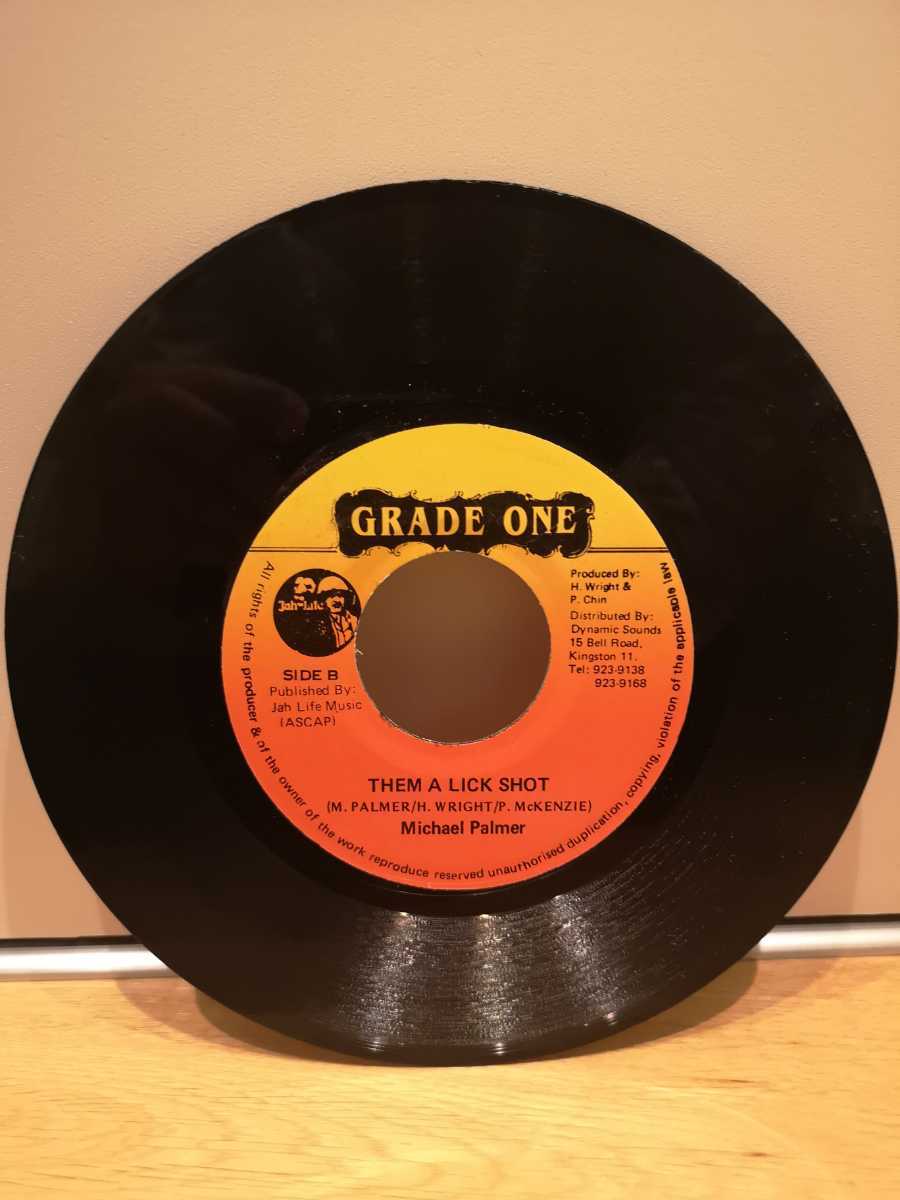 GRADE ONE
Jah Life
SIDE B
Published By:
Jah Life Music
(ASCAP)
Produced By:
H. Wright &
P. Chin
Distributed By:
Dynamic Sounds
15 Bell Road,
Kingston 11.
Tel: 923-9138
923-9168
THEM A LICK SHOT
(M. PALMER/H. WRIGHT/P. McKENZIE)
Michael Palmer
All rights of the producer & of the owner of the work reproduce reserved unauthorised duplication, copying, violation of the applicable law